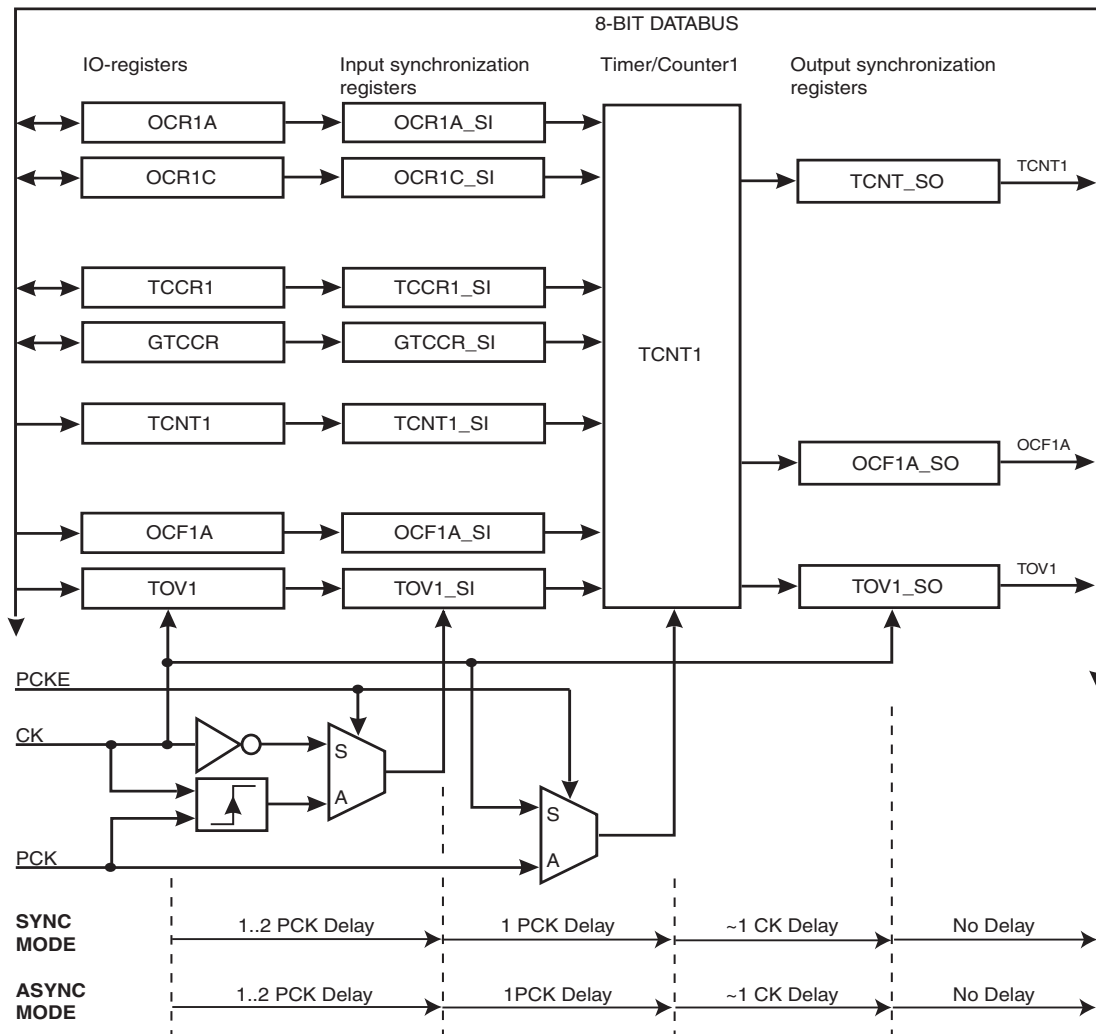 8-BIT DATABUS
IO-registers
Input synchronization
registers
Timer/Counter1
Output synchronization
registers
OCR1A
OCR1A_SI
OCR1C
OCR1C_SI
TCNT_SO
TCNT1
TCCR1
TCCR1_SI
GTCCR
GTCCR_SI
TCNT1
TCNT1
TCNT1_SI
OCF1A_SO
OCF1A
OCF1A
OCF1A_SI
TOV1
TOV1_SI
TOV1_SO
TOV1
PCKE
CK
S
A
S
A
PCK
SYNC
MODE
1..2 PCK Delay
1 PCK Delay
~1 CK Delay
No Delay
ASYNC
MODE
1..2 PCK Delay
1PCK Delay
~1 CK Delay
No Delay